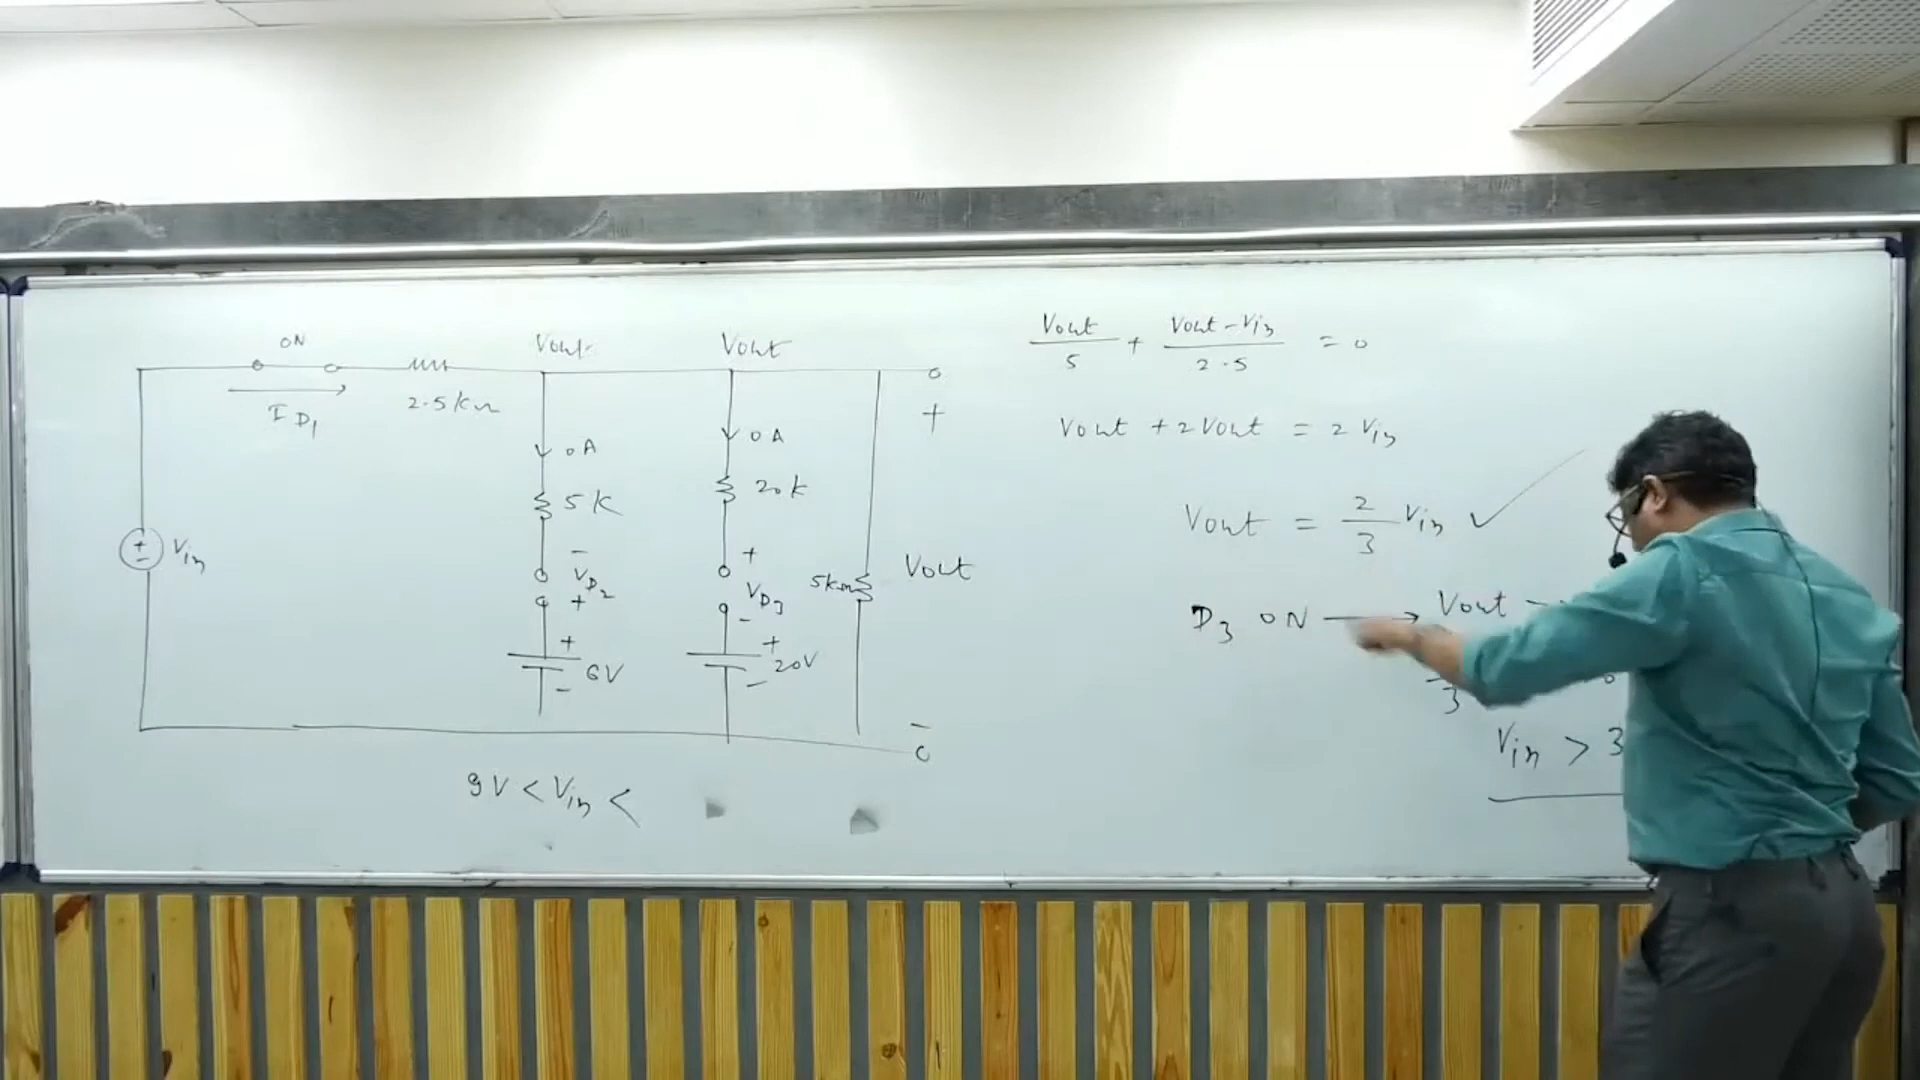 ON
I D1
2.5 KΩ
Vout
Vout
0A
0A
5K
20K
Vin
+
-
- VD2 +
+ VD3 -
+ 6V -
+ 20V -
5KΩ
+
Vout
-
9V < Vin <
Vout/5 + Vout-Vin/2.5 = 0
Vout + 2Vout = 2Vin
Vout = 2/3 Vin ✓
D3 ON → Vout -
3
Vin > 3